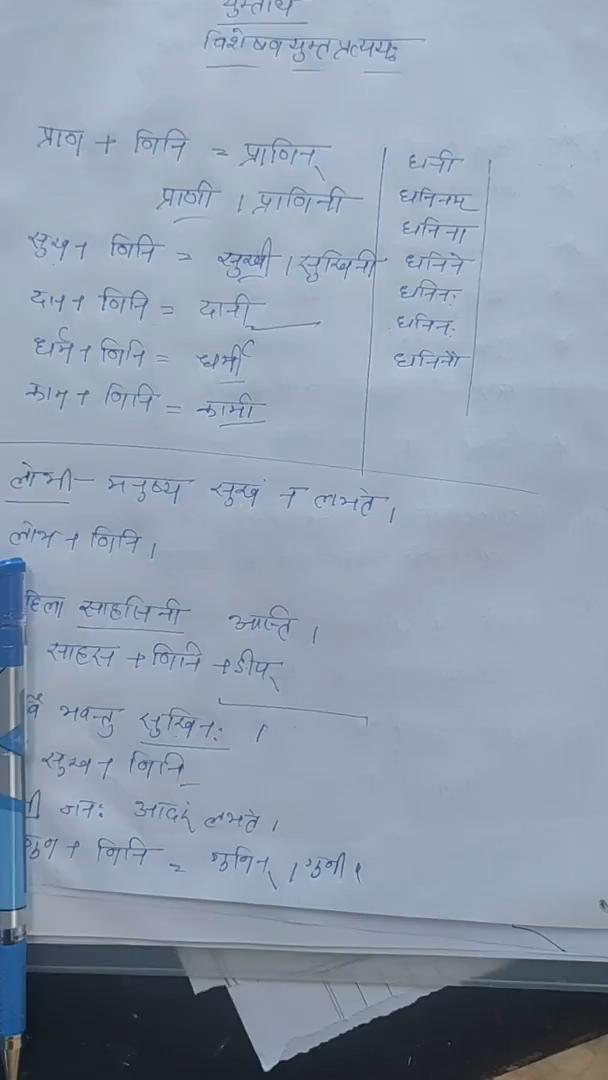 युक्तार्थ
विशेषवयुक्तप्रत्ययः
प्राण + णिनि = प्राणिन्
प्राणी । प्राणिनी
सुख + णिनि = सुखी । सुखिनी
दान + णिनि = दानी
धर्म + णिनि = धर्मी
काम + णिनि = कामी
धनी
धनिनम्
धनिना
धनिने
धनिनः
धनिनः
धनिनौ
लोभी - मनुष्य सुखं न लभते ।
लोभ + णिनि ।
हिला साहसिनी अस्ति ।
साहस + णिनि + ङीप्
र्वे भवन्तु सुखिनः ।
सुख + णिनि
णी जनः आदरं लभते ।
गुण + णिनि = गुणिन् । गुणी ।